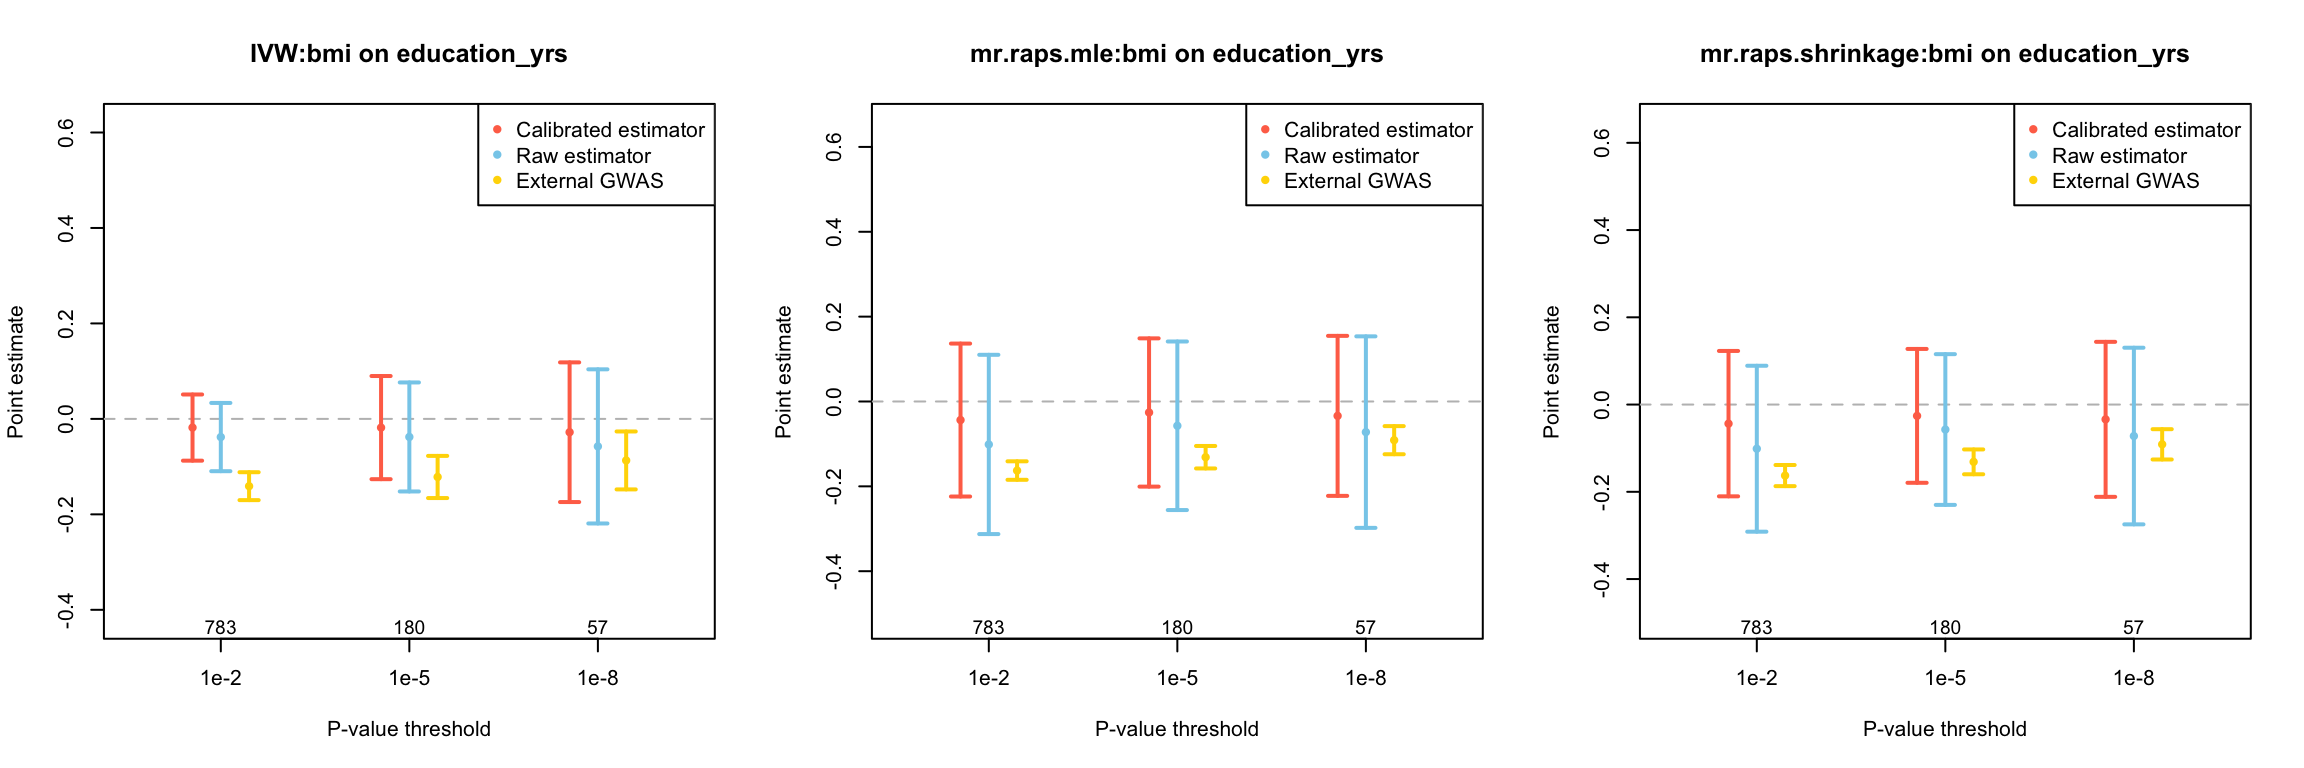 IVW:bmi on education_yrs
Calibrated estimator
Raw estimator
External GWAS
Point estimate
0.6
0.4
0.2
0.0
-0.2
-0.4
783 180 57
1e-2 1e-5 1e-8
P-value threshold
mr.raps.mle:bmi on education_yrs
Calibrated estimator
Raw estimator
External GWAS
Point estimate
0.6
0.4
0.2
0.0
-0.2
-0.4
783 180 57
1e-2 1e-5 1e-8
P-value threshold
mr.raps.shrinkage:bmi on education_yrs
Calibrated estimator
Raw estimator
External GWAS
Point estimate
0.6
0.4
0.2
0.0
-0.2
-0.4
783 180 57
1e-2 1e-5 1e-8
P-value threshold